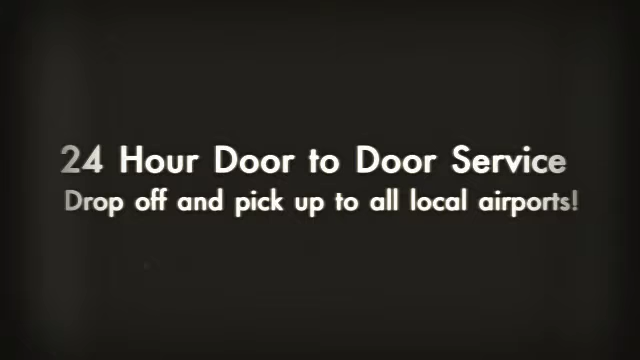 24 Hour Door to Door Service
Drop off and pick up to all local airports!